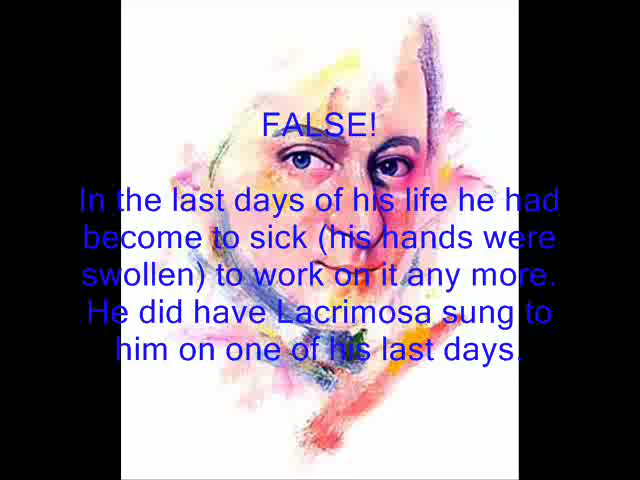 FALSE!
In the last days of his life he had
become to sick (his hands were
swollen) to work on it any more.
He did have Lacrimosa sung to
him on one of his last days.